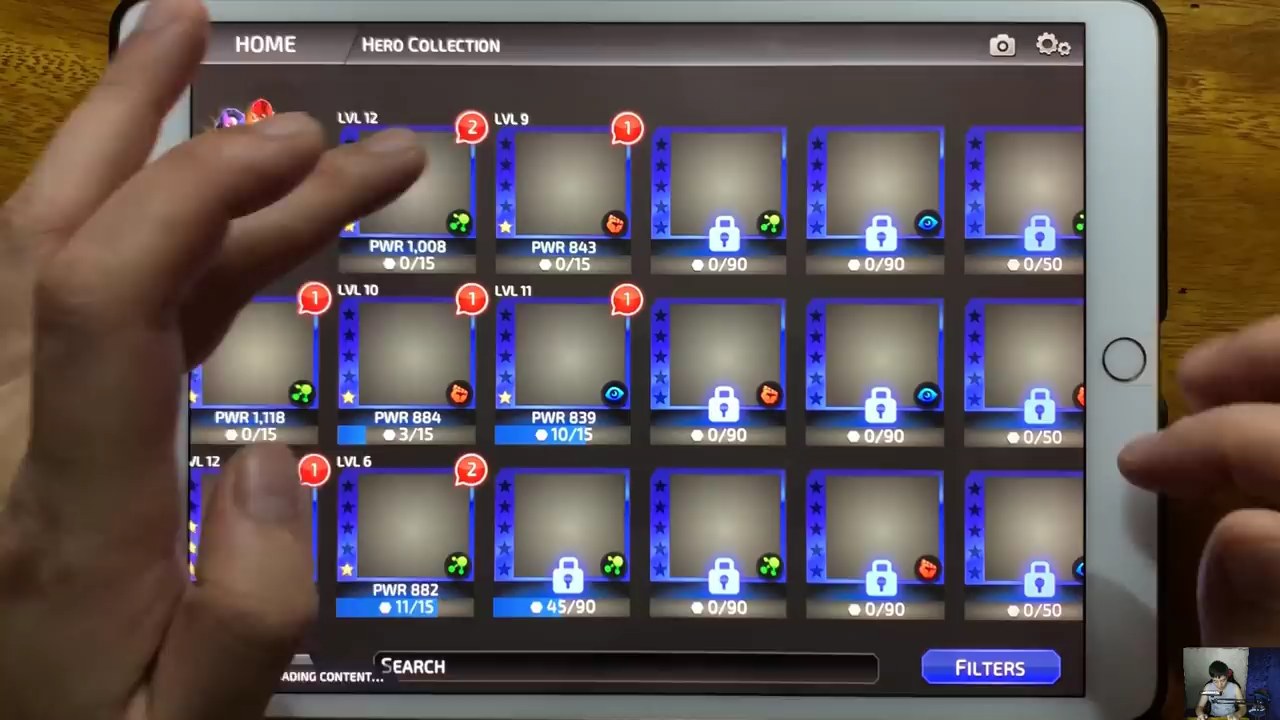 HOME
HERO COLLECTION
LVL 12
2
LVL 9
1
PWR 1,008
PWR 843
0/15
0/15
0/90
0/90
0/50
1
LVL 10
1
LVL 11
1
PWR 1,118
PWR 884
PWR 839
0/15
3/15
10/15
0/90
0/90
0/50
VL 12
1
LVL 6
2
PWR 882
11/15
45/90
0/90
0/90
0/50
ADING CONTENT...
SEARCH
FILTERS